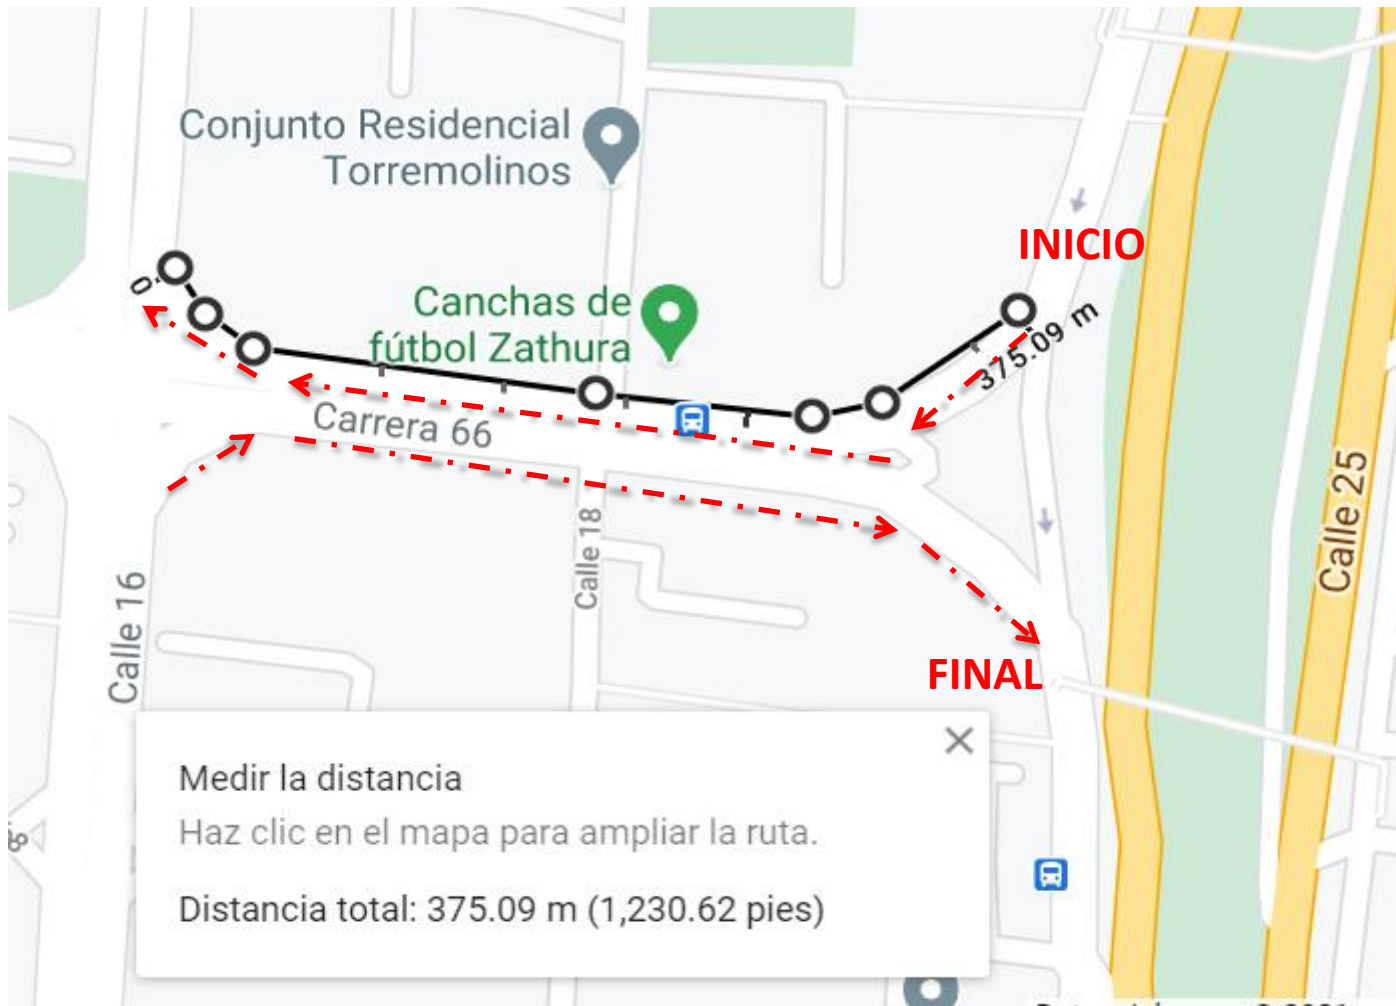 Conjunto Residencial
Torremolinos
INICIO
0
Canchas de
fútbol Zathura
375.09 m
Carrera 66
Calle 25
Calle 18
Calle 16
FINAL
Medir la distancia
Haz clic en el mapa para ampliar la ruta.
Distancia total: 375.09 m (1,230.62 pies)